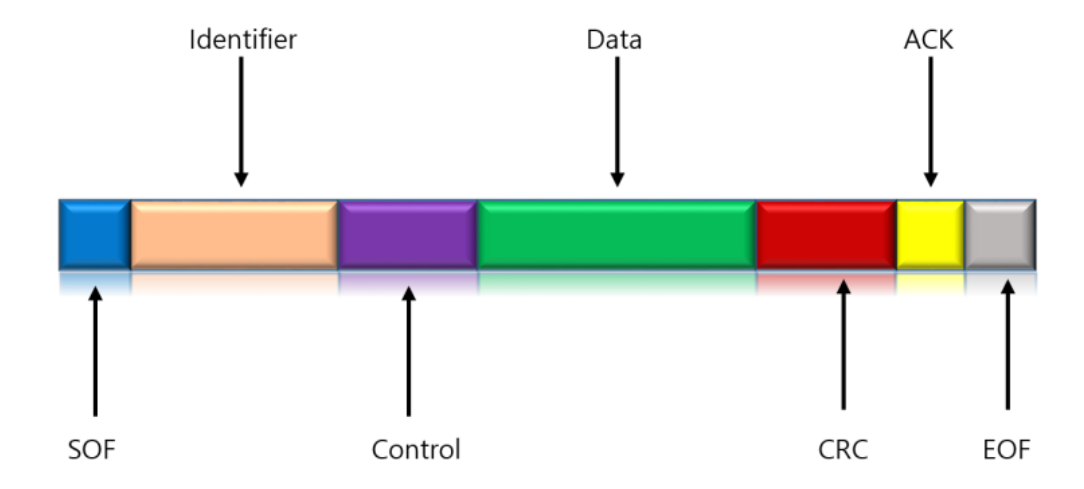 Identifier
Data
ACK
SOF
Control
CRC
EOF